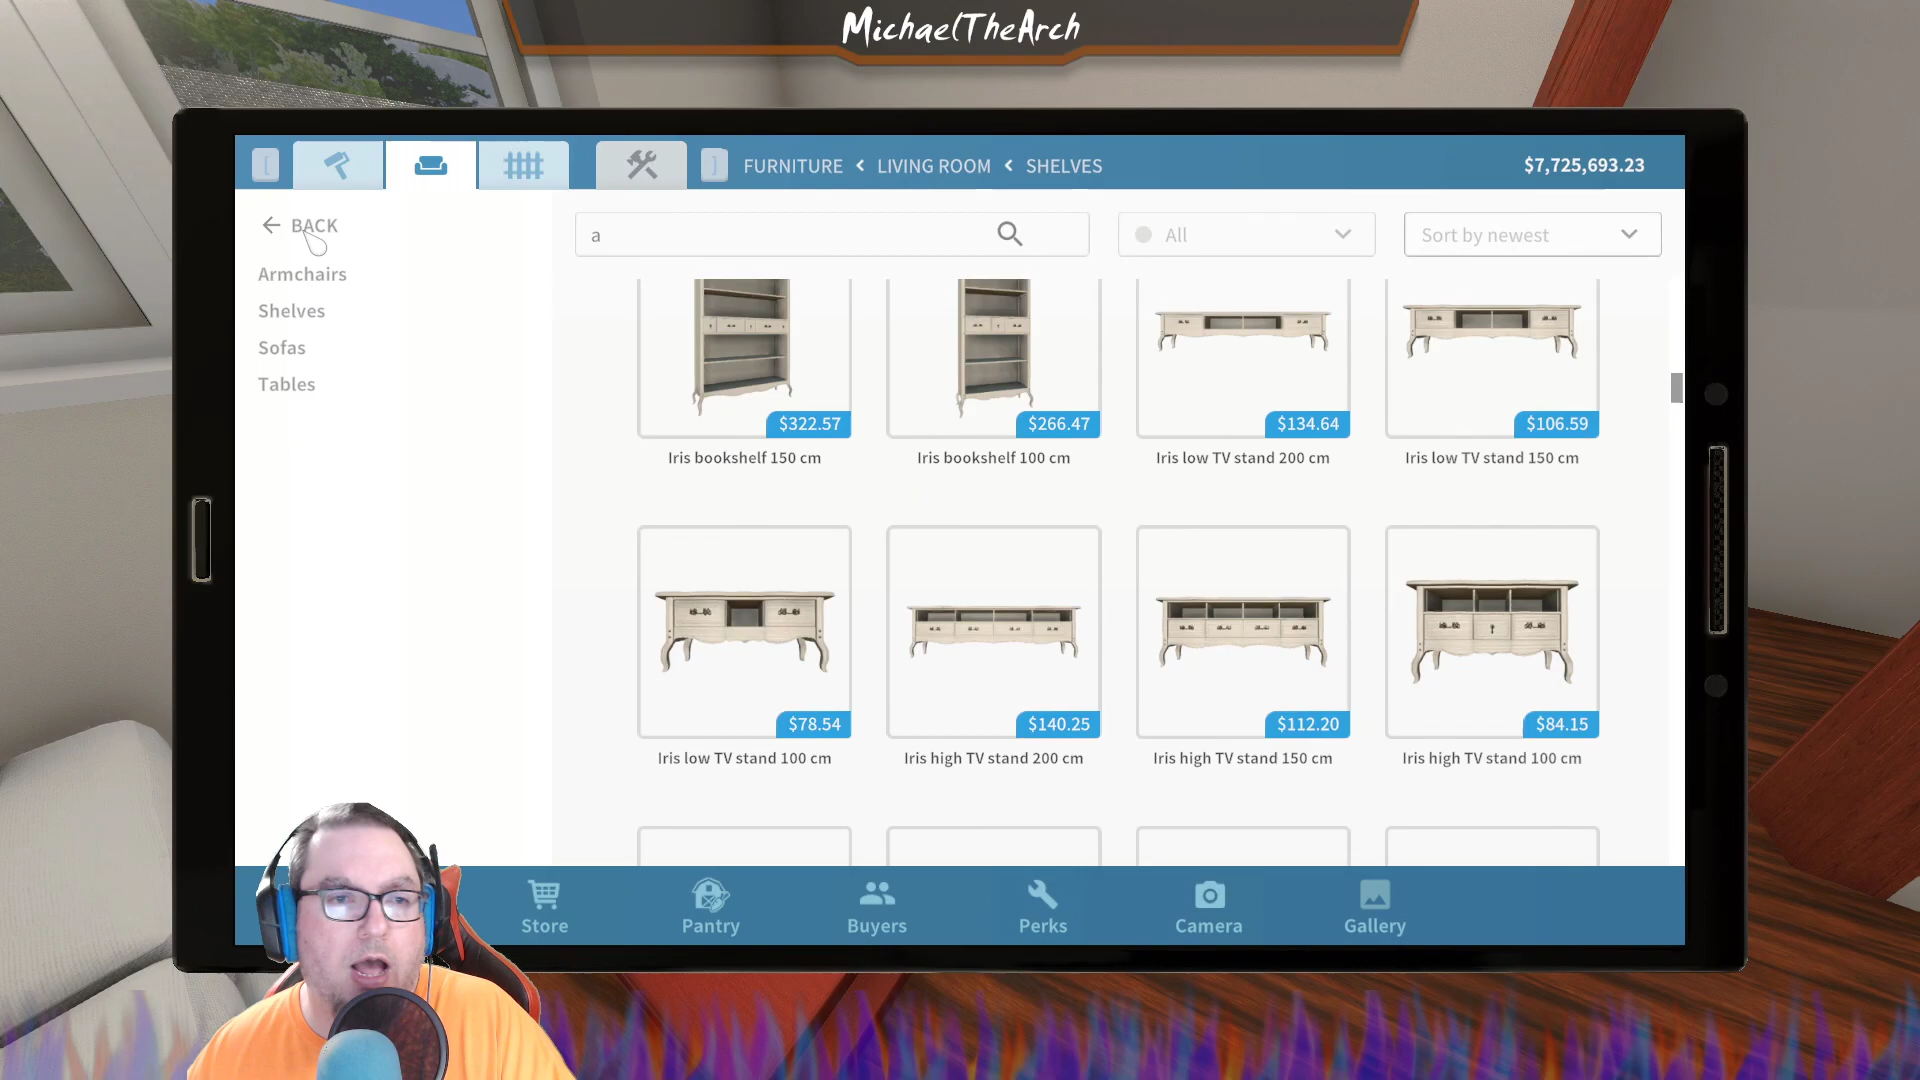 MichaelTheArch
[
]
FURNITURE < LIVING ROOM < SHELVES
$7,725,693.23
BACK
Armchairs
Shelves
Sofas
Tables
a
All
Sort by newest
$322.57
$266.47
$134.64
$106.59
Iris bookshelf 150 cm
Iris bookshelf 100 cm
Iris low TV stand 200 cm
Iris low TV stand 150 cm
$78.54
$140.25
$112.20
$84.15
Iris low TV stand 100 cm
Iris high TV stand 200 cm
Iris high TV stand 150 cm
Iris high TV stand 100 cm
Store
Pantry
Buyers
Perks
Camera
Gallery